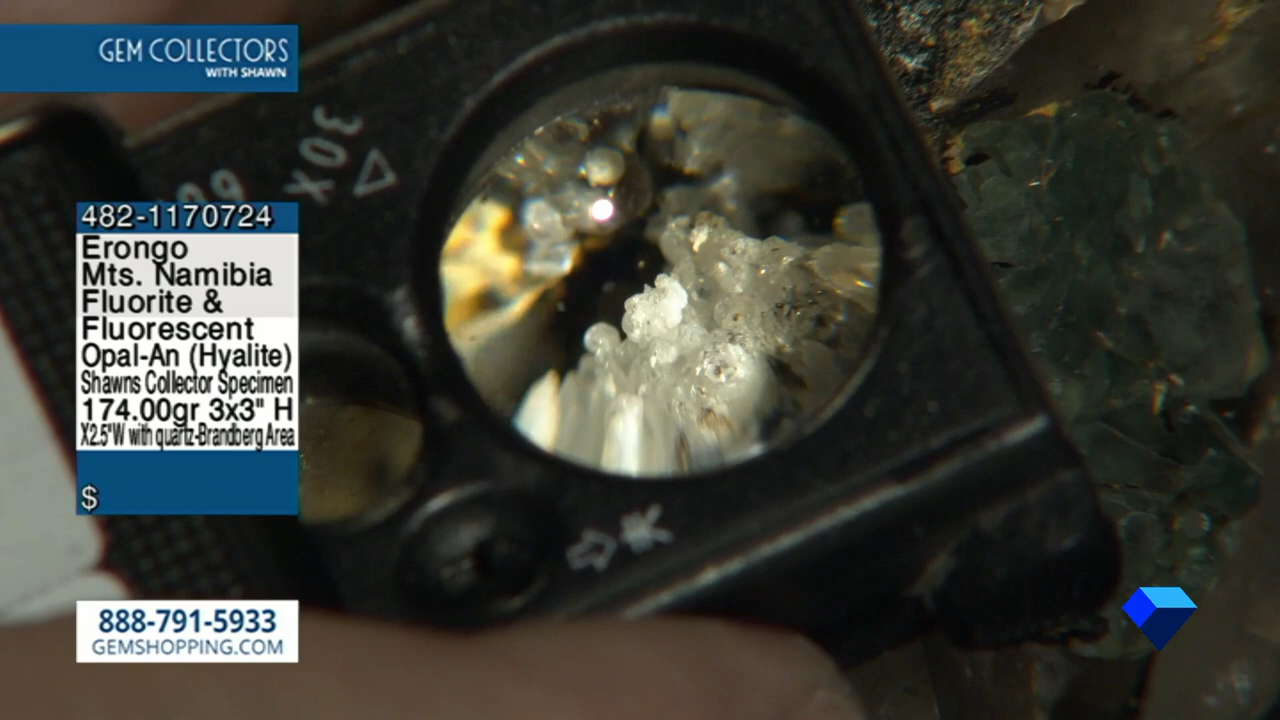 GEM COLLECTORS
WITH SHAWN
30X
60
482-1170724
Erongo
Mts. Namibia
Fluorite &
Fluorescent
Opal-An (Hyalite)
Shawns Collector Specimen
174.00gr 3x3" H
X2.5"W with quartz-Brandberg Area
$
888-791-5933
GEMSHOPPING.COM